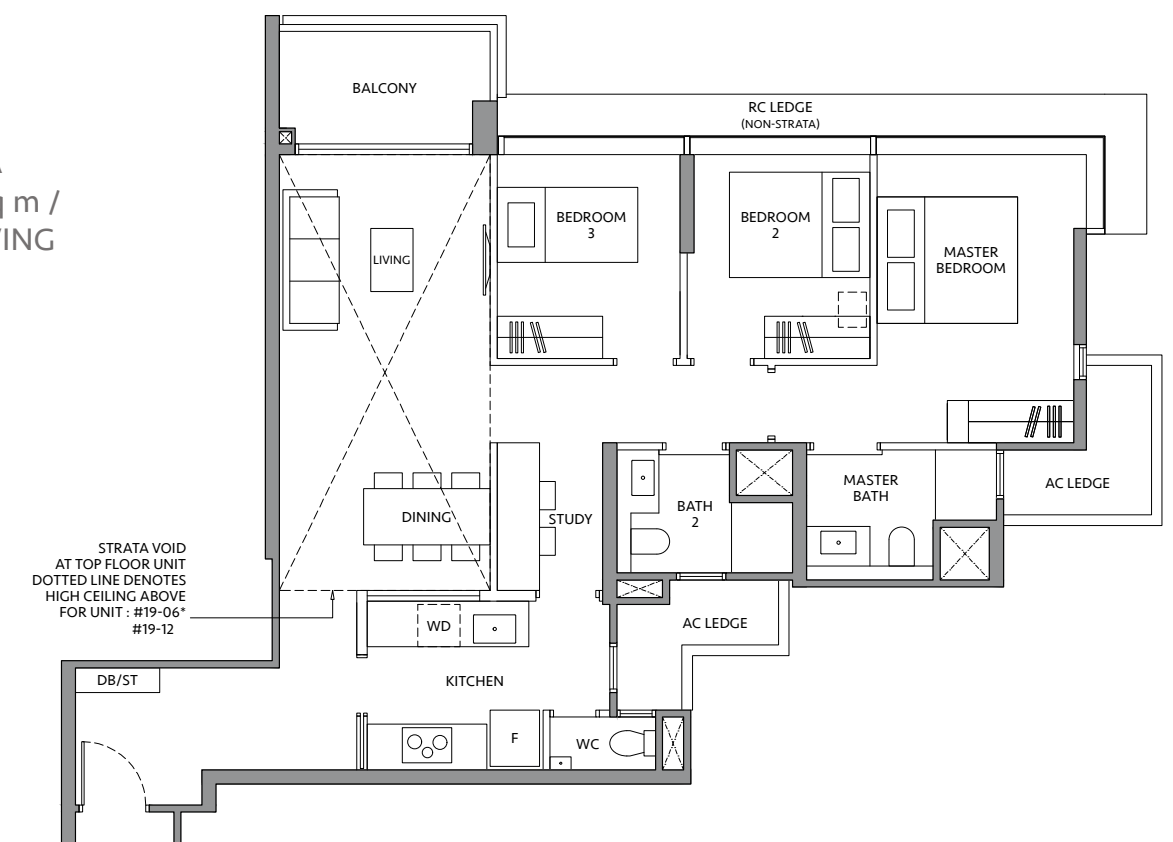 BALCONY
RC LEDGE
(NON-STRATA)
m /
BEDROOM
3
BEDROOM
2
MASTER
BEDROOM
LIVING
MASTER
BATH
AC LEDGE
BATH
2
DINING
STUDY
STRATA VOID
AT TOP FLOOR UNIT
DOTTED LINE DENOTES
HIGH CEILING ABOVE
FOR UNIT : #19-06*
#19-12
WD
AC LEDGE
DB/ST
KITCHEN
F
WC